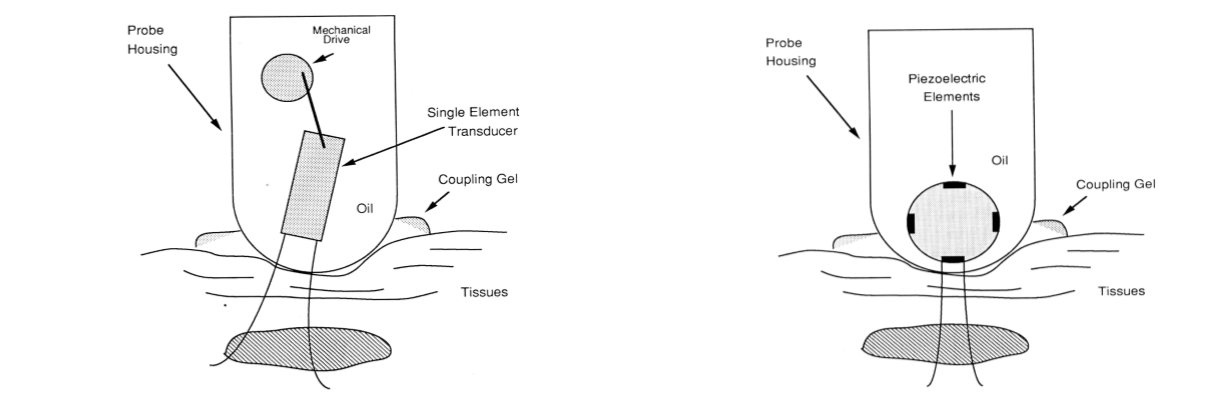 Probe
Housing
Mechanical
Drive
Single Element
Transducer
Coupling Gel
Oil
Tissues
Probe
Housing
Piezoelectric
Elements
Oil
Coupling Gel
Tissues